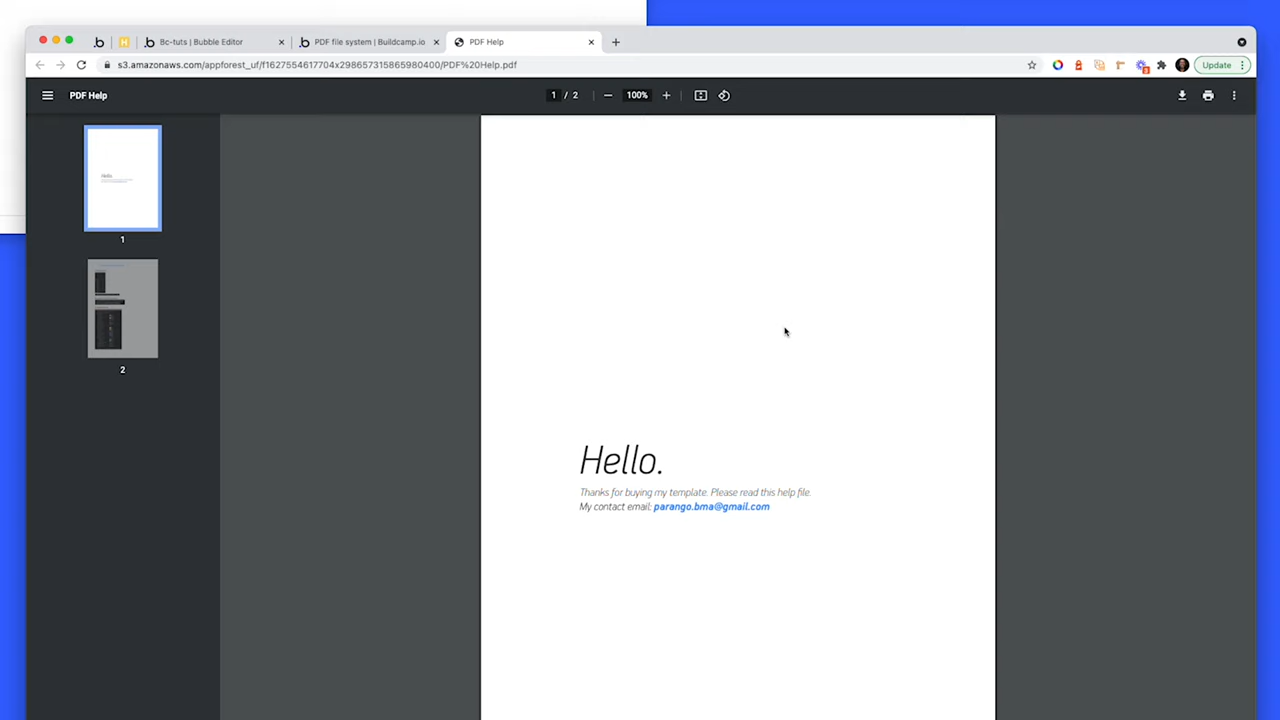 Bc-tuts | Bubble Editor
PDF file system | Buildcamp.io
PDF Help
s3.amazonaws.com/appforest_uf/f1627554617704x298657315865980400/PDF%20Help.pdf
Update
PDF Help
1 / 2
100%
1
2
Hello.
Thanks for buying my template. Please read this help file.
My contact email: parango.bma@gmail.com